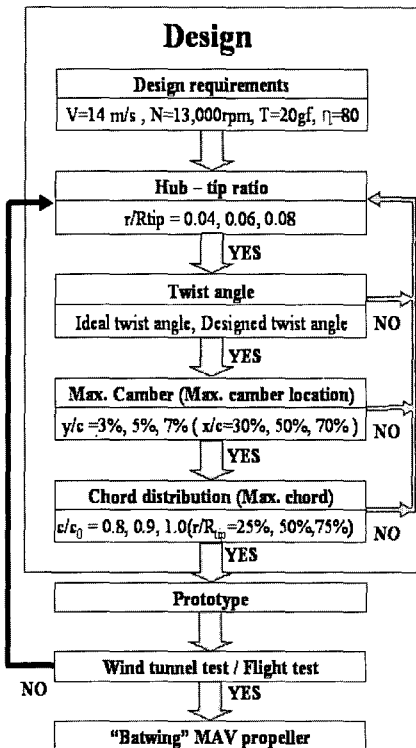 Design
Design requirements
V=14 m/s , N=13,000rpm, T=20gf, η=80
Hub – tip ratio
r/Rtip = 0.04, 0.06, 0.08
YES
Twist angle
Ideal twist angle, Designed twist angle
NO
YES
Max. Camber (Max. camber location)
y/c =3%, 5%, 7% ( x/c=30%, 50%, 70% )
NO
YES
Chord distribution (Max. chord)
c/c₀ = 0.8, 0.9, 1.0(r/Rtip=25%, 50%,75%)
NO
YES
Prototype
Wind tunnel test / Flight test
NO
YES
“Batwing” MAV propeller